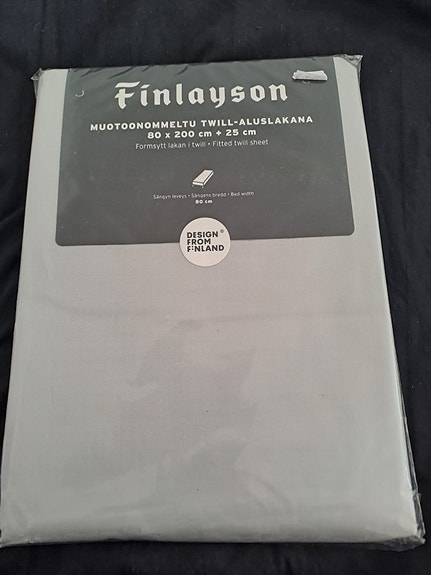 Finlayson
MUOTOONOMMELTU TWILL-ALUSLAKANA
80 x 200 cm + 25 cm
Formsytt lakan i twill • Fitted twill sheet
Sängyn leveys • Sängens bredd • Bed width
80 cm
DESIGN ®
FROM
FINLAND